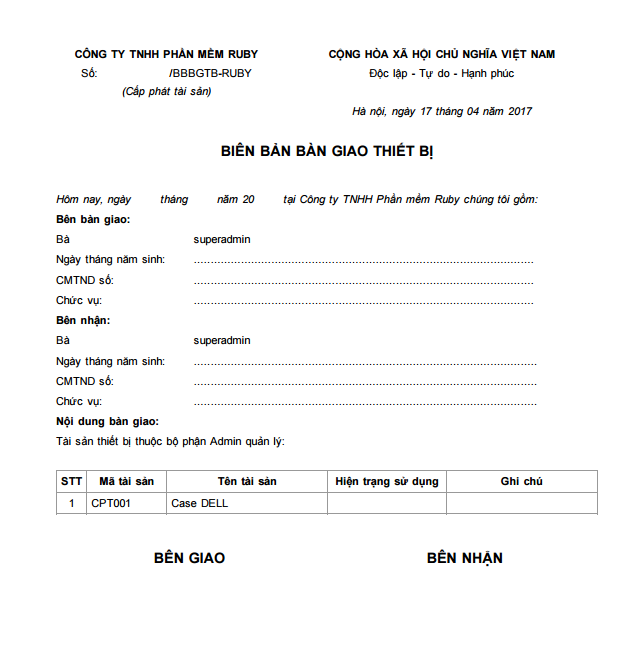 CÔNG TY TNHH PHẦN MỀM RUBY
Số: /BBBGTB-RUBY
(Cấp phát tài sản)
CỘNG HÒA XÃ HỘI CHỦ NGHĨA VIỆT NAM
Độc lập - Tự do - Hạnh phúc
Hà nội, ngày 17 tháng 04 năm 2017
BIÊN BẢN BÀN GIAO THIẾT BỊ
Hôm nay, ngày tháng năm 20 tại Công ty TNHH Phần mềm Ruby chúng tôi gồm:
Bên bàn giao:
Bà superadmin
Ngày tháng năm sinh: ......................................................................................................
CMTND số: ......................................................................................................
Chức vụ: ......................................................................................................
Bên nhận:
Bà superadmin
Ngày tháng năm sinh: .......................................................................................................
CMTND số: .......................................................................................................
Chức vụ: .......................................................................................................
Nội dung bàn giao:
Tài sản thiết bị thuộc bộ phận Admin quản lý:
STT Mã tài sản Tên tài sản Hiện trạng sử dụng Ghi chú
1 CPT001 Case DELL
BÊN GIAO BÊN NHẬN